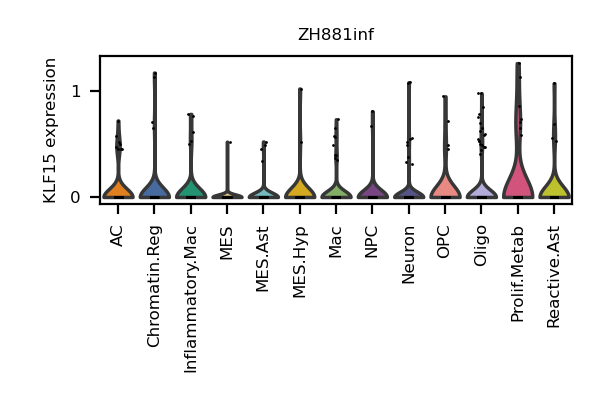 ZH881inf
KLF15 expression
1
0
AC
Chromatin.Reg
Inflammatory.Mac
MES
MES.Ast
MES.Hyp
Mac
NPC
Neuron
OPC
Oligo
Prolif.Metab
Reactive.Ast